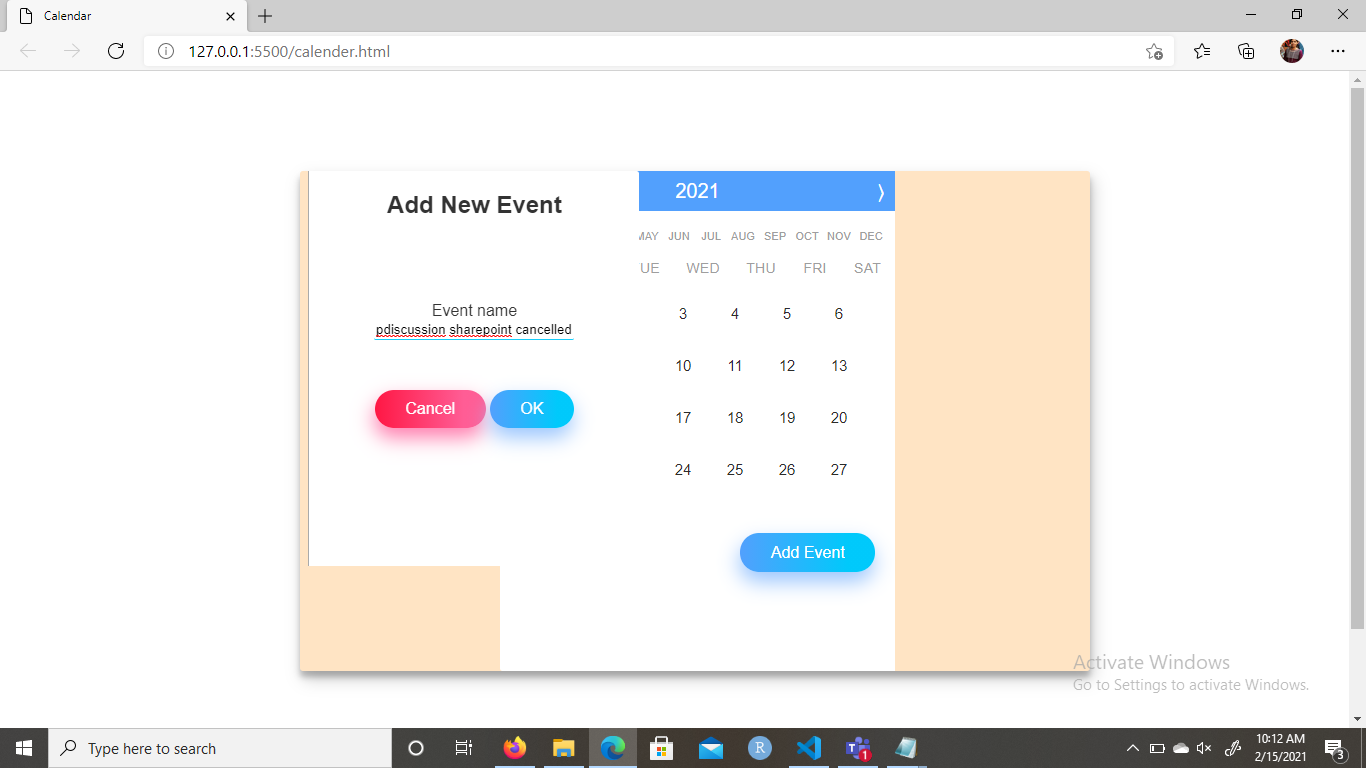 Calendar
127.0.0.1:5500/calender.html
Add New Event
2021
MAY JUN JUL AUG SEP OCT NOV DEC
UE WED THU FRI SAT
Event name
pdiscussion sharepoint cancelled
3 4 5 6
10 11 12 13
Cancel OK
17 18 19 20
24 25 26 27
Add Event
Activate Windows
Go to Settings to activate Windows.
Type here to search
R
1
10:12 AM
2/15/2021
3